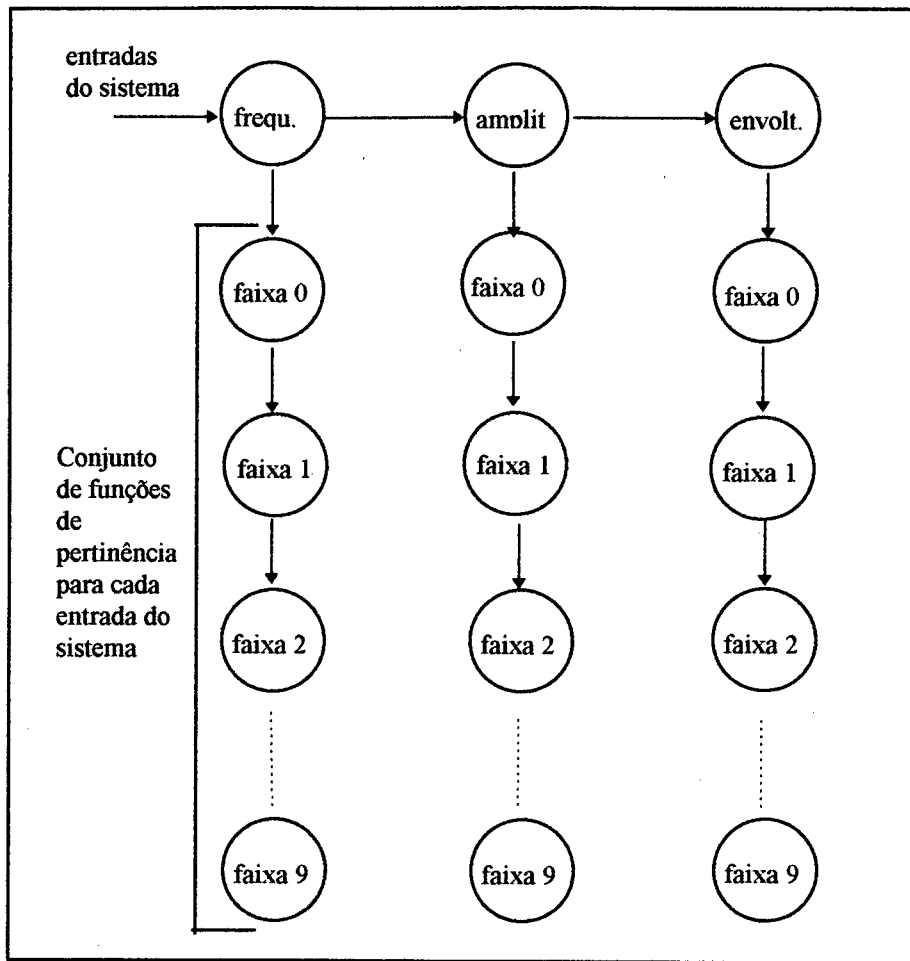 entradas
do sistema
frequ.
amplit
envolt.
faixa 0
faixa 0
faixa 0
faixa 1
faixa 1
faixa 1
Conjunto
de funções
de
pertinência
para cada
entrada do
sistema
faixa 2
faixa 2
faixa 2
faixa 9
faixa 9
faixa 9